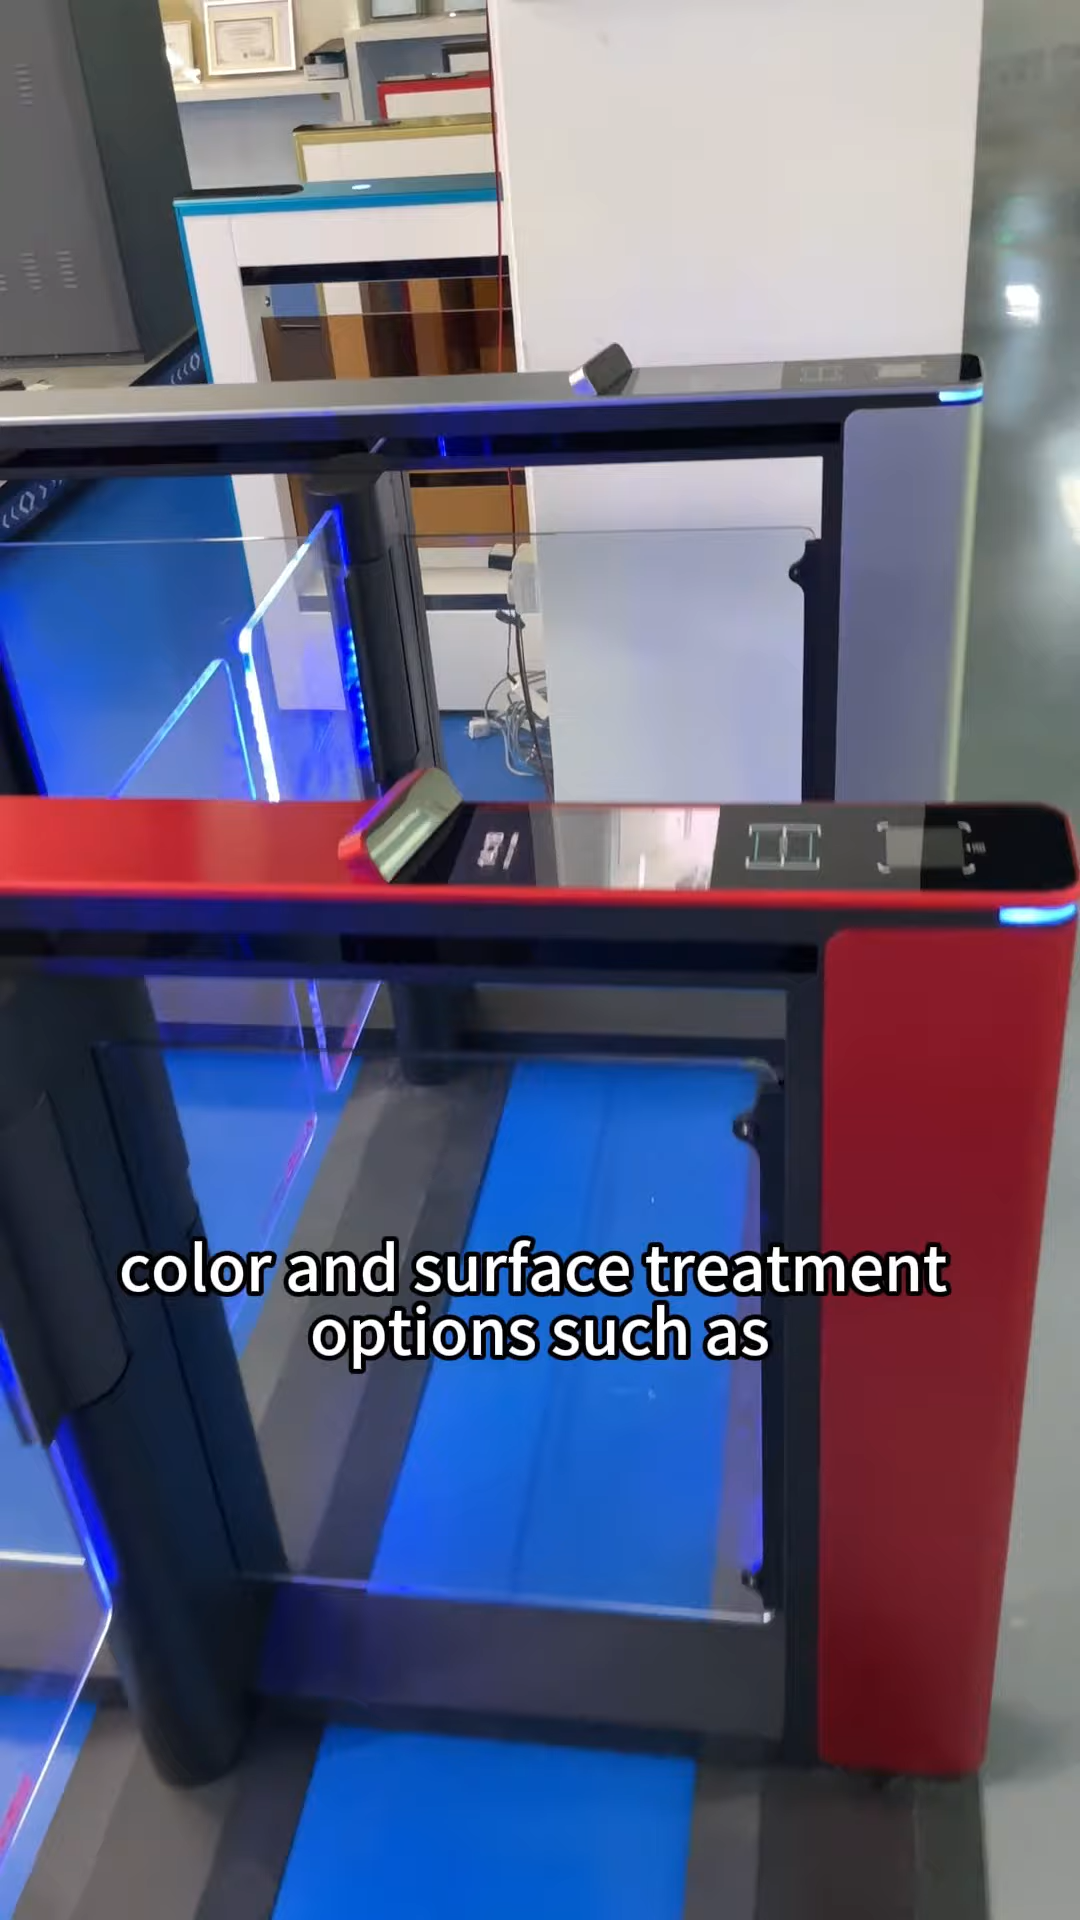 color and surface treatment
options such as